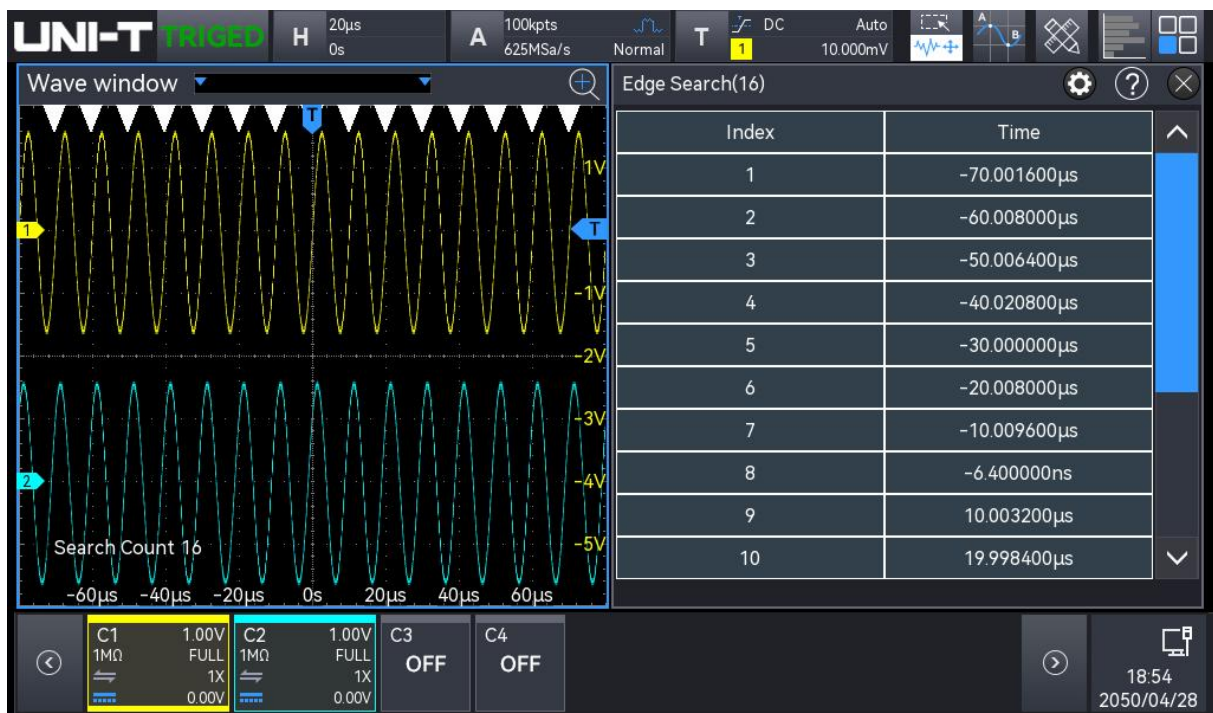 UNI-T TRIGED H 20μs 0s A 100kpts 625MSa/s Normal T DC 1 Auto 10.000mV A B
Wave window
Edge Search(16)
T
1V
1
T
-1V
-2V
-3V
2
-4V
-5V
Search Count 16
-60μs -40μs -20μs 0s 20μs 40μs 60μs
Index Time
1 -70.001600μs
2 -60.008000μs
3 -50.006400μs
4 -40.020800μs
5 -30.000000μs
6 -20.008000μs
7 -10.009600μs
8 -6.400000ns
9 10.003200μs
10 19.998400μs
C1 1.00V
1MΩ FULL
1X
0.00V
C2 1.00V
1MΩ FULL
1X
0.00V
C3
OFF
C4
OFF
18:54
2050/04/28